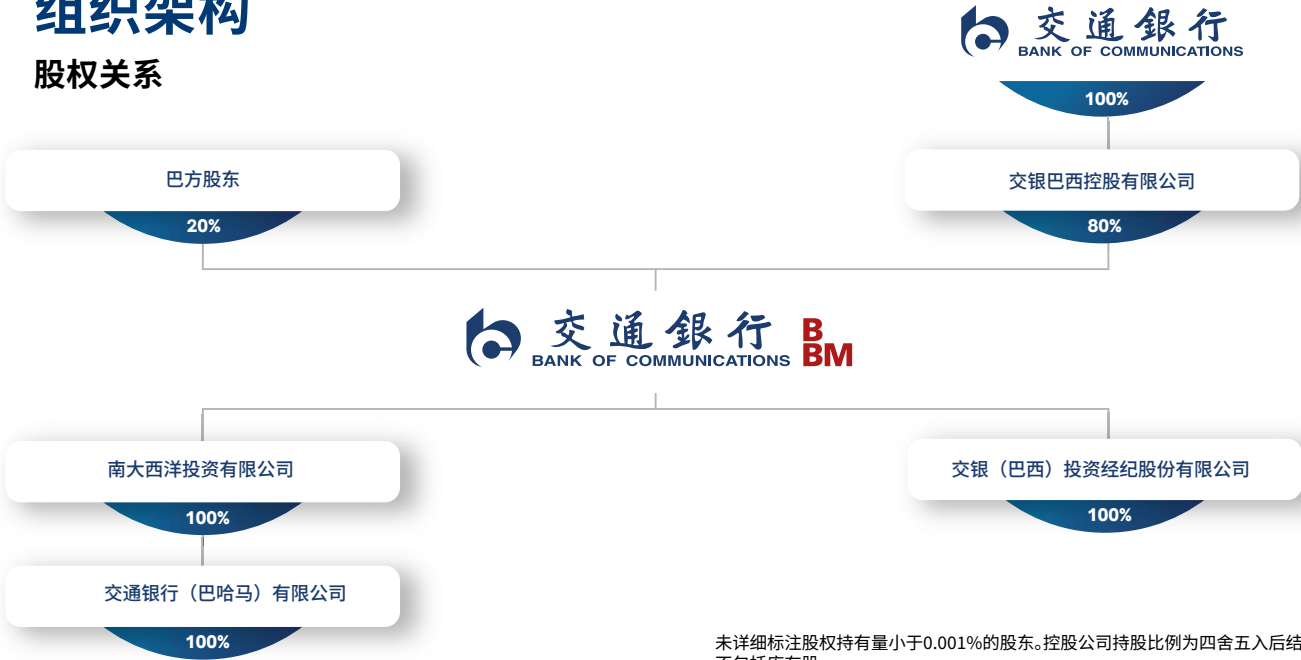 组织架构
股权关系
交通銀行
BANK OF COMMUNICATIONS
100%
巴方股东
20%
交银巴西控股有限公司
80%
交通銀行
BANK OF COMMUNICATIONS
B
BM
南大西洋投资有限公司
100%
交银（巴西）投资经纪股份有限公司
100%
交通银行（巴哈马）有限公司
100%
未详细标注股权持有量小于0.001%的股东。控股公司持股比例为四舍五入后结